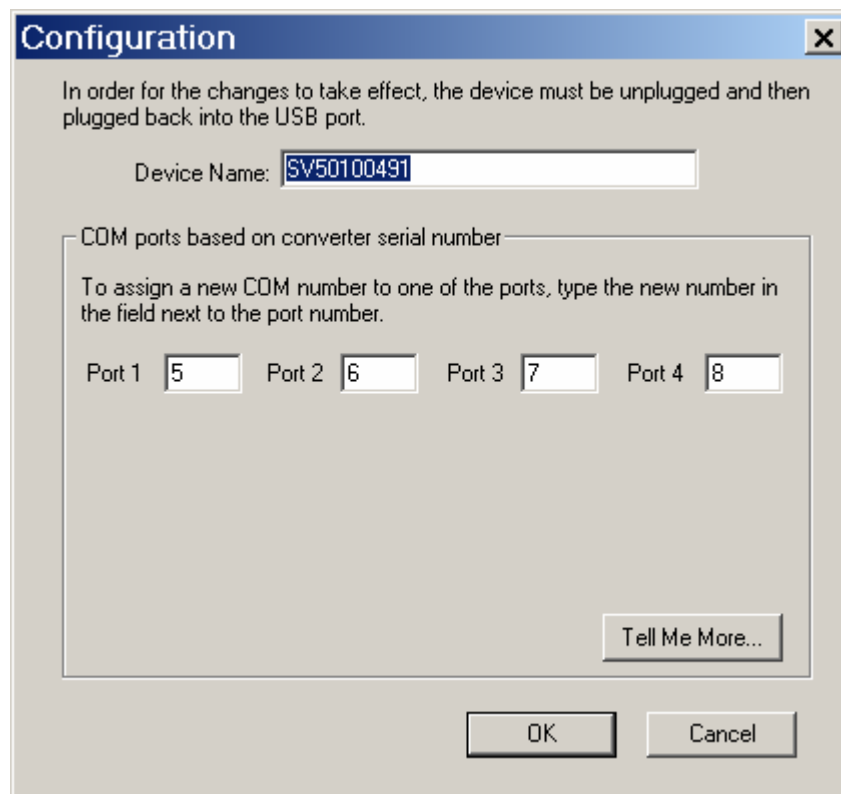 Configuration
In order for the changes to take effect, the device must be unplugged and then
plugged back into the USB port.
Device Name: SV50100491
COM ports based on converter serial number
To assign a new COM number to one of the ports, type the new number in
the field next to the port number.
Port 1 5 Port 2 6 Port 3 7 Port 4 8
Tell Me More...
OK Cancel